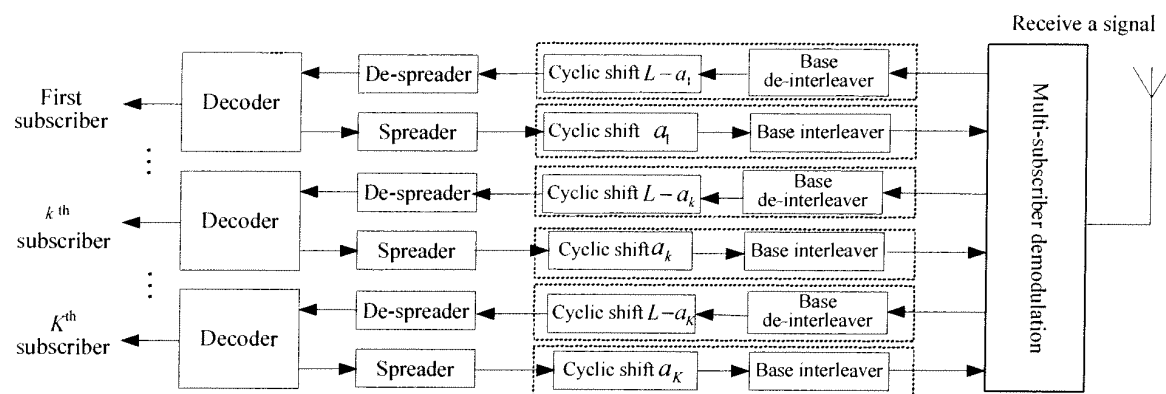 Receive a signal
First
subscriber
Decoder
De-spreader
Cyclic shift L − a₁
Base
de-interleaver
Spreader
Cyclic shift a₁
Base interleaver
Multi-subscriber demodulation
⋮
kᵗʰ
subscriber
Decoder
De-spreader
Cyclic shift L − aₖ
Base
de-interleaver
Spreader
Cyclic shift aₖ
Base interleaver
⋮
Kᵗʰ
subscriber
Decoder
De-spreader
Cyclic shift L − a_K
Base
de-interleaver
Spreader
Cyclic shift a_K
Base interleaver